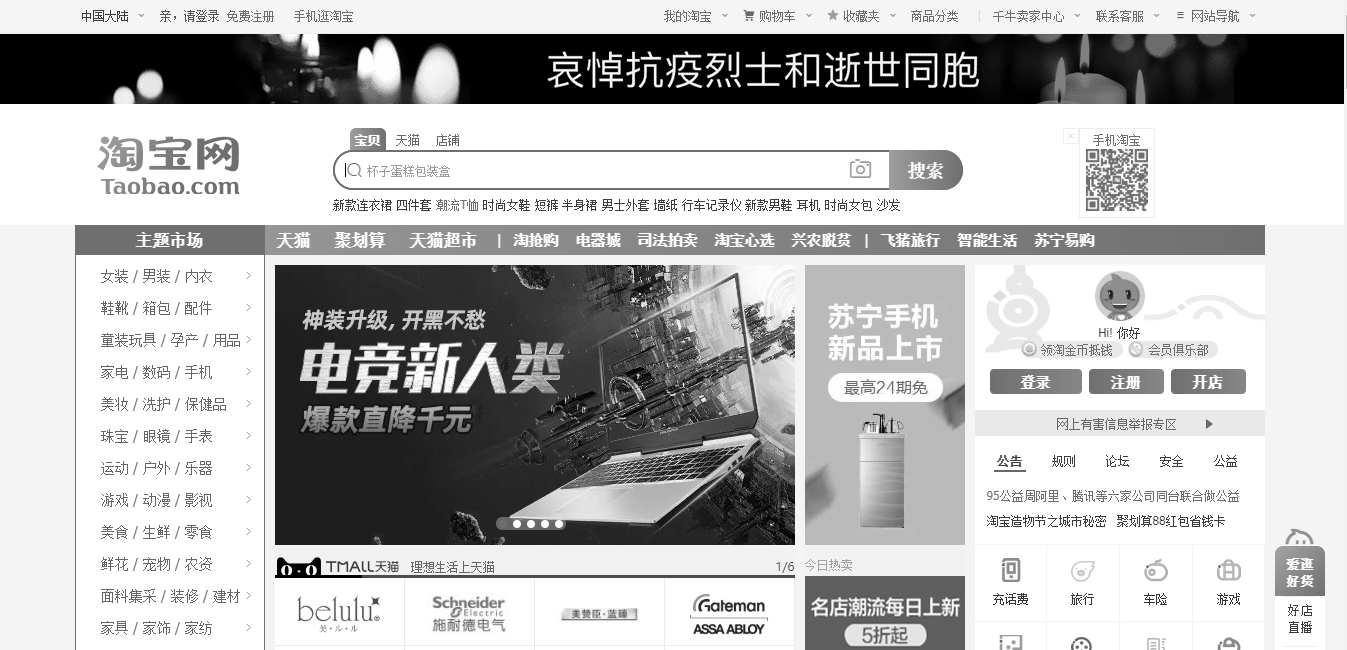 中国大陆 亲，请登录 免费注册 手机逛淘宝 我的淘宝 购物车 收藏夹 商品分类 千牛卖家中心 联系客服 网站导航
哀悼抗疫烈士和逝世同胞
淘宝网
Taobao.com
宝贝 天猫 店铺
杯子蛋糕包装盒 搜索
手机淘宝
新款连衣裙 四件套 潮流T恤 时尚女鞋 短裤 半身裙 男士外套 墙纸 行车记录仪 新款男鞋 耳机 时尚女包 沙发
主题市场 天猫 聚划算 天猫超市 | 淘抢购 电器城 司法拍卖 淘宝心选 兴农脱贫 | 飞猪旅行 智能生活 苏宁易购
女装 / 男装 / 内衣
鞋靴 / 箱包 / 配件
童装玩具 / 孕产 / 用品
家电 / 数码 / 手机
美妆 / 洗护 / 保健品
珠宝 / 眼镜 / 手表
运动 / 户外 / 乐器
游戏 / 动漫 / 影视
美食 / 生鲜 / 零食
鲜花 / 宠物 / 农资
面料集采 / 装修 / 建材
家具 / 家饰 / 家纺
神装升级, 开黑不愁
电竞新人类
爆款直降千元
TMALL天猫 理想生活上天猫 1/6
belulu
美·ル·ル
Schneider
Electric
施耐德电气
美赞臣·蓝臻
Gateman
ASSA ABLOY
苏宁手机
新品上市
最高24期免
今日热卖
名店潮流每日上新
5折起
Hi! 你好
领淘金币抵钱 会员俱乐部
登录 注册 开店
网上有害信息举报专区
公告 规则 论坛 安全 公益
95公益周阿里、腾讯等六家公司同台联合做公益
淘宝造物节之城市秘密 聚划算88红包省钱卡
充话费 旅行 车险 游戏
爱逛
好货
好店
直播